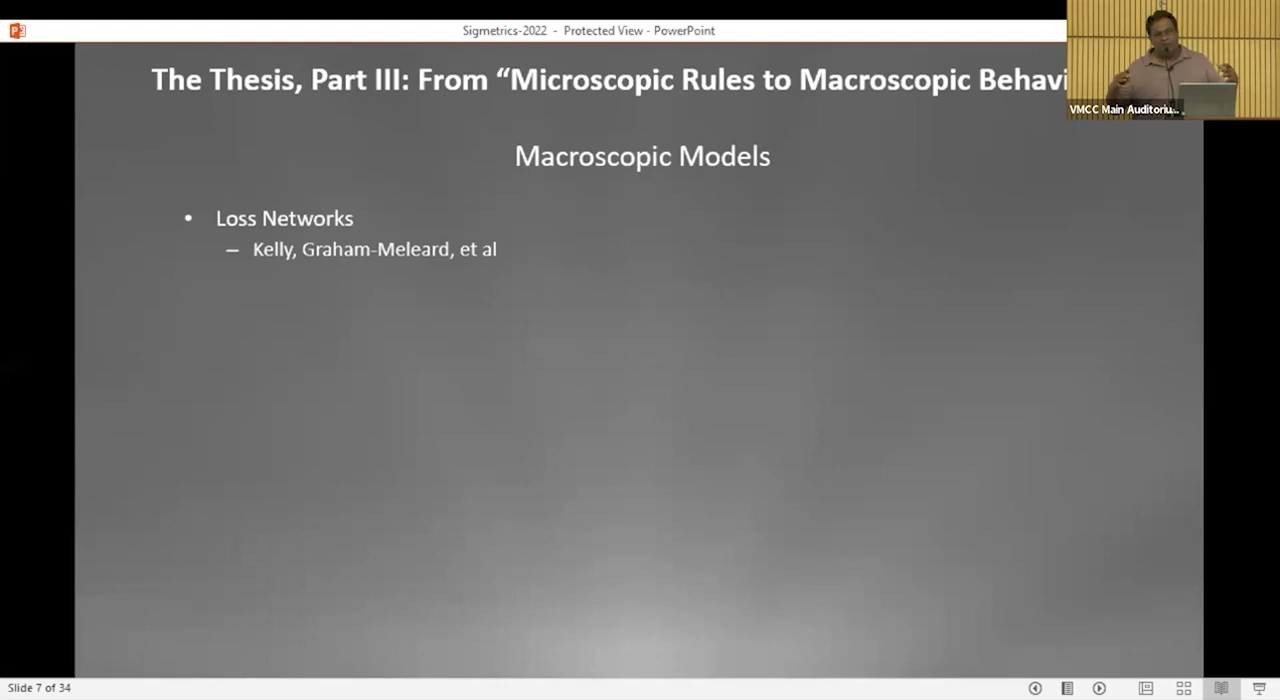 Sigmetrics-2022 - Protected View - PowerPoint
The Thesis, Part III: From “Microscopic Rules to Macroscopic Behavi
VMCC Main Auditoriu...
Macroscopic Models
• Loss Networks
– Kelly, Graham-Meleard, et al
Slide 7 of 34